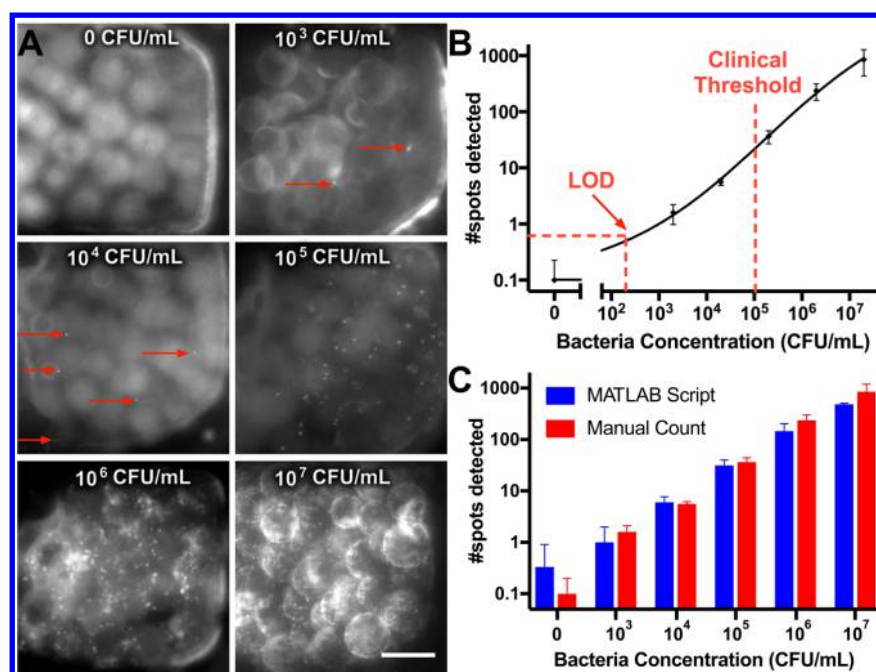 A
0 CFU/mL
10³ CFU/mL
10⁴ CFU/mL
10⁵ CFU/mL
10⁶ CFU/mL
10⁷ CFU/mL
B
#spots detected
1000
100
10
1
0.1
Clinical
Threshold
LOD
0 10² 10³ 10⁴ 10⁵ 10⁶ 10⁷
Bacteria Concentration (CFU/mL)
C
#spots detected
1000
100
10
1
0.1
MATLAB Script
Manual Count
0 10³ 10⁴ 10⁵ 10⁶ 10⁷
Bacteria Concentration (CFU/mL)